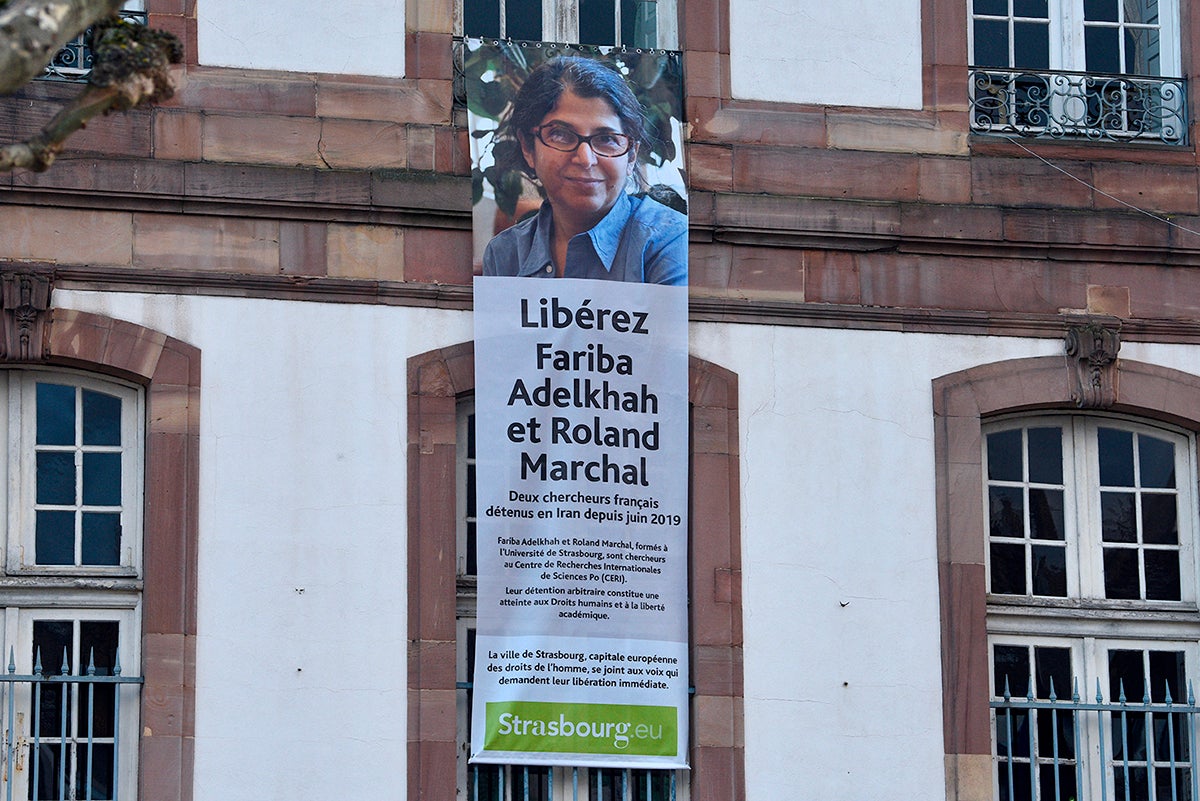 Libérez
Fariba
Adelkhah
et Roland
Marchal
Deux chercheurs français
détenus en Iran depuis juin 2019
Fariba Adelkhah et Roland Marchal, formés à
l'Université de Strasbourg, sont chercheurs
au Centre de Recherches Internationales
de Sciences Po (CERI).
Leur détention arbitraire constitue une
atteinte aux Droits humains et à la liberté
académique.
La ville de Strasbourg, capitale européenne
des droits de l'homme, se joint aux voix qui
demandent leur libération immédiate.
Strasbourg.eu